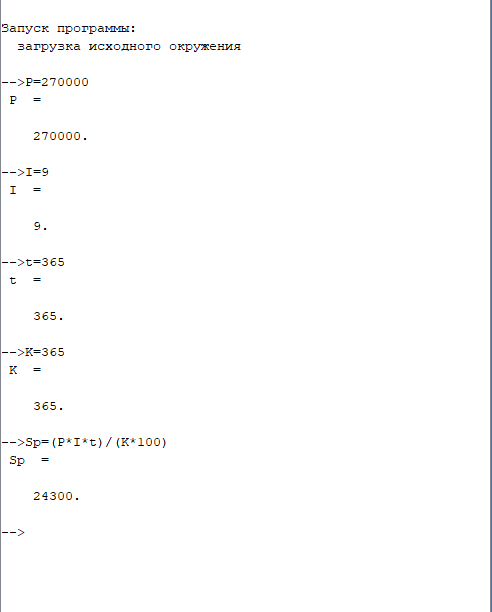 Запуск программы:
загрузка исходного окружения
-->P=270000
P =
270000.
-->I=9
I =
9.
-->t=365
t =
365.
-->K=365
K =
365.
-->Sp=(P*I*t)/(K*100)
Sp =
24300.
-->